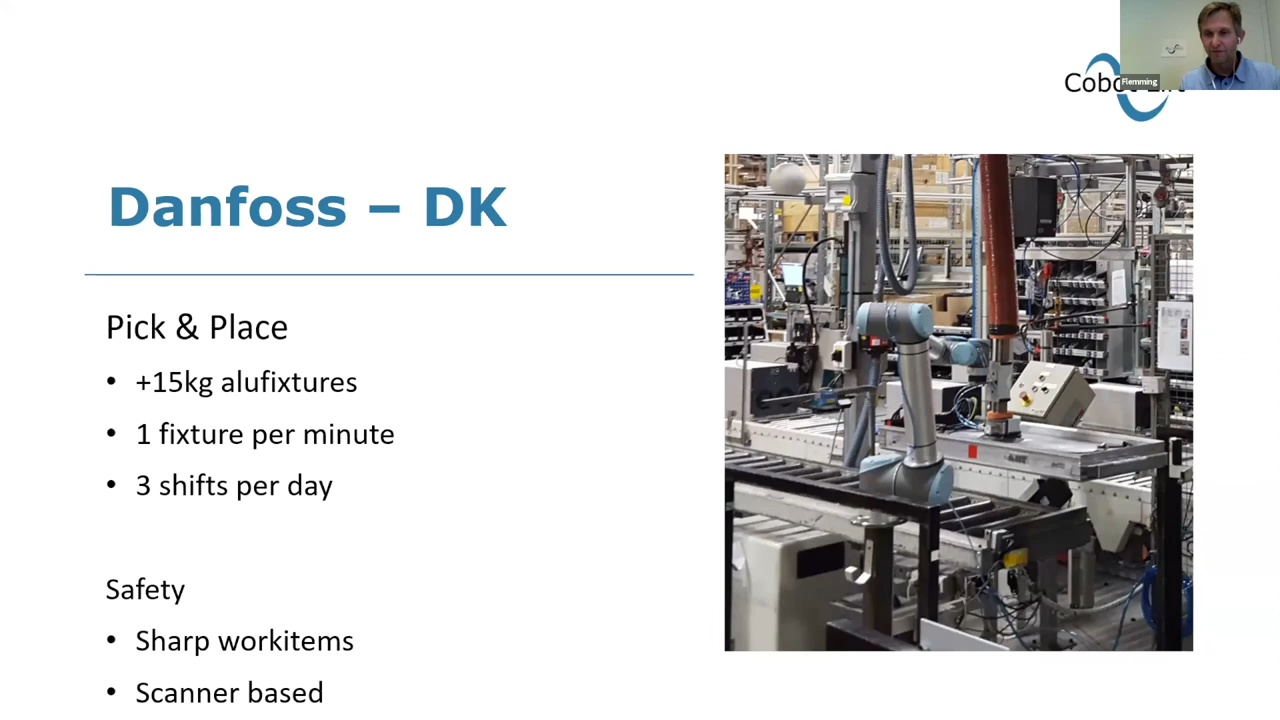 Flemming
Danfoss – DK
Pick & Place
• +15kg alufixtures
• 1 fixture per minute
• 3 shifts per day
Safety
• Sharp workitems
• Scanner based